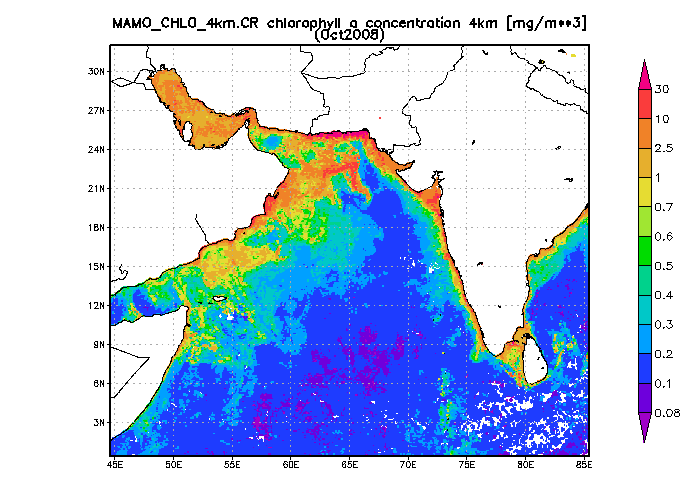 MAMO_CHLO_4km.CR chlorophyll a concentration 4km [mg/m**3]
(Oct2008)
30N
27N
24N
21N
18N
15N
12N
9N
6N
3N
45E 50E 55E 60E 65E 70E 75E 80E 85E
30
10
2.5
1
0.7
0.6
0.5
0.4
0.3
0.2
0.1
0.08